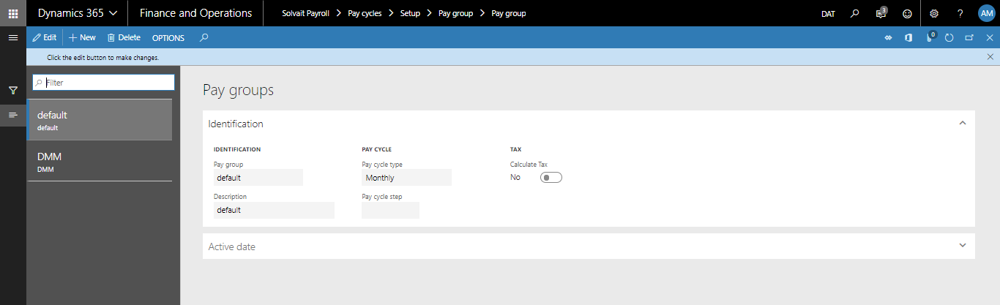 Dynamics 365 Finance and Operations Solvait Payroll > Pay cycles > Setup > Pay group > Pay group DAT 3 ? AM
Edit + New Delete OPTIONS 0
Click the edit button to make changes.
Filter
default
default
DMM
DMM
Pay groups
Identification
IDENTIFICATION PAY CYCLE TAX
Pay group Pay cycle type Calculate Tax
default Monthly No
Description Pay cycle step
default
Active date